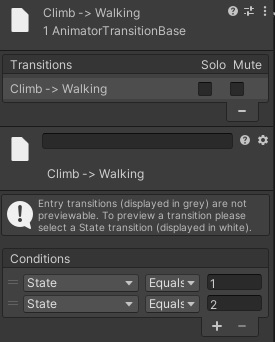 Climb -> Walking
1 AnimatorTransitionBase
Transitions Solo Mute
Climb -> Walking
Climb -> Walking
Entry transitions (displayed in grey) are not
previewable. To preview a transition please
select a State transition (displayed in white).
Conditions
State Equals 1
State Equals 2